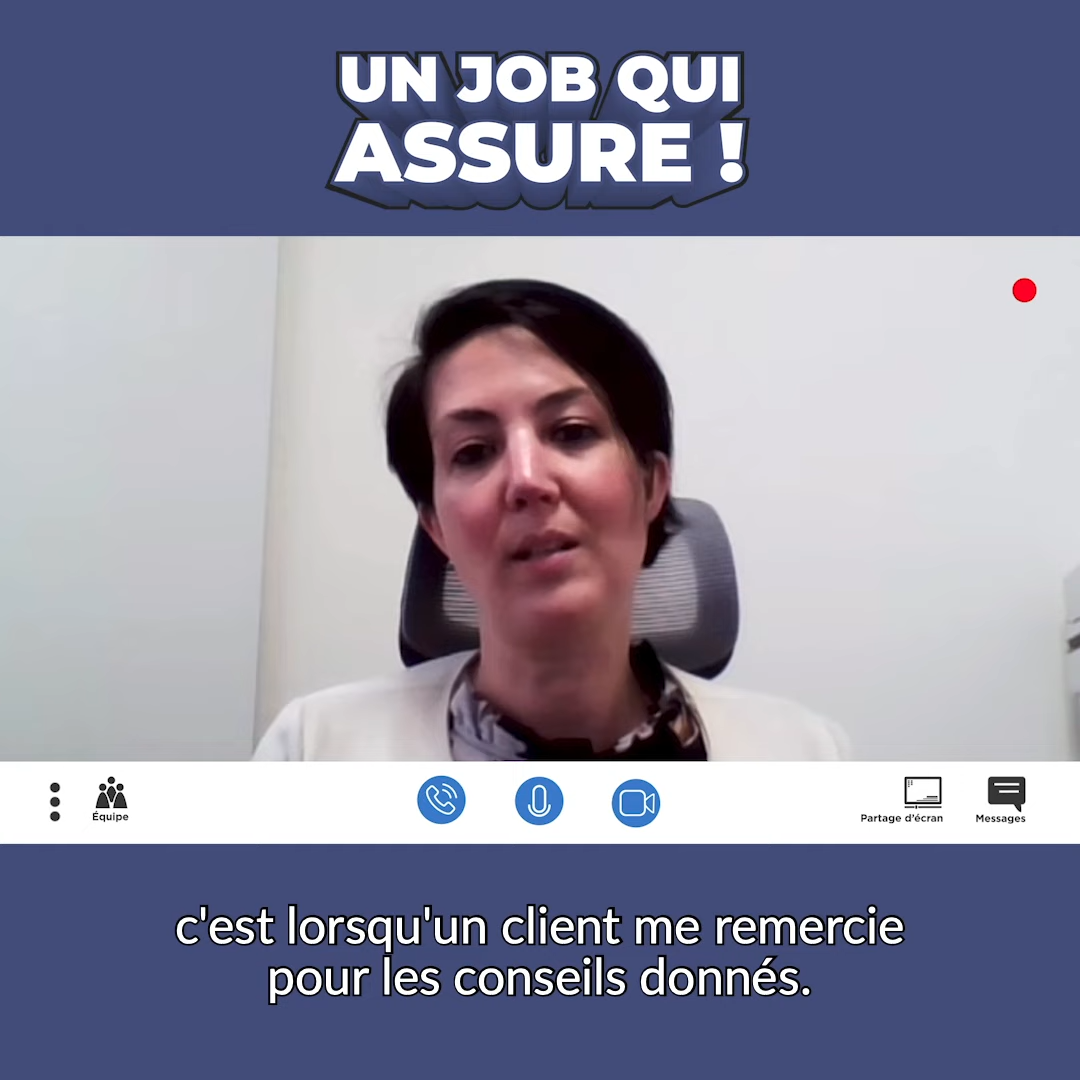 UN JOB QUI
ASSURE !
Équipe
Partage d'écran
Messages
c'est lorsqu'un client me remercie
pour les conseils donnés.